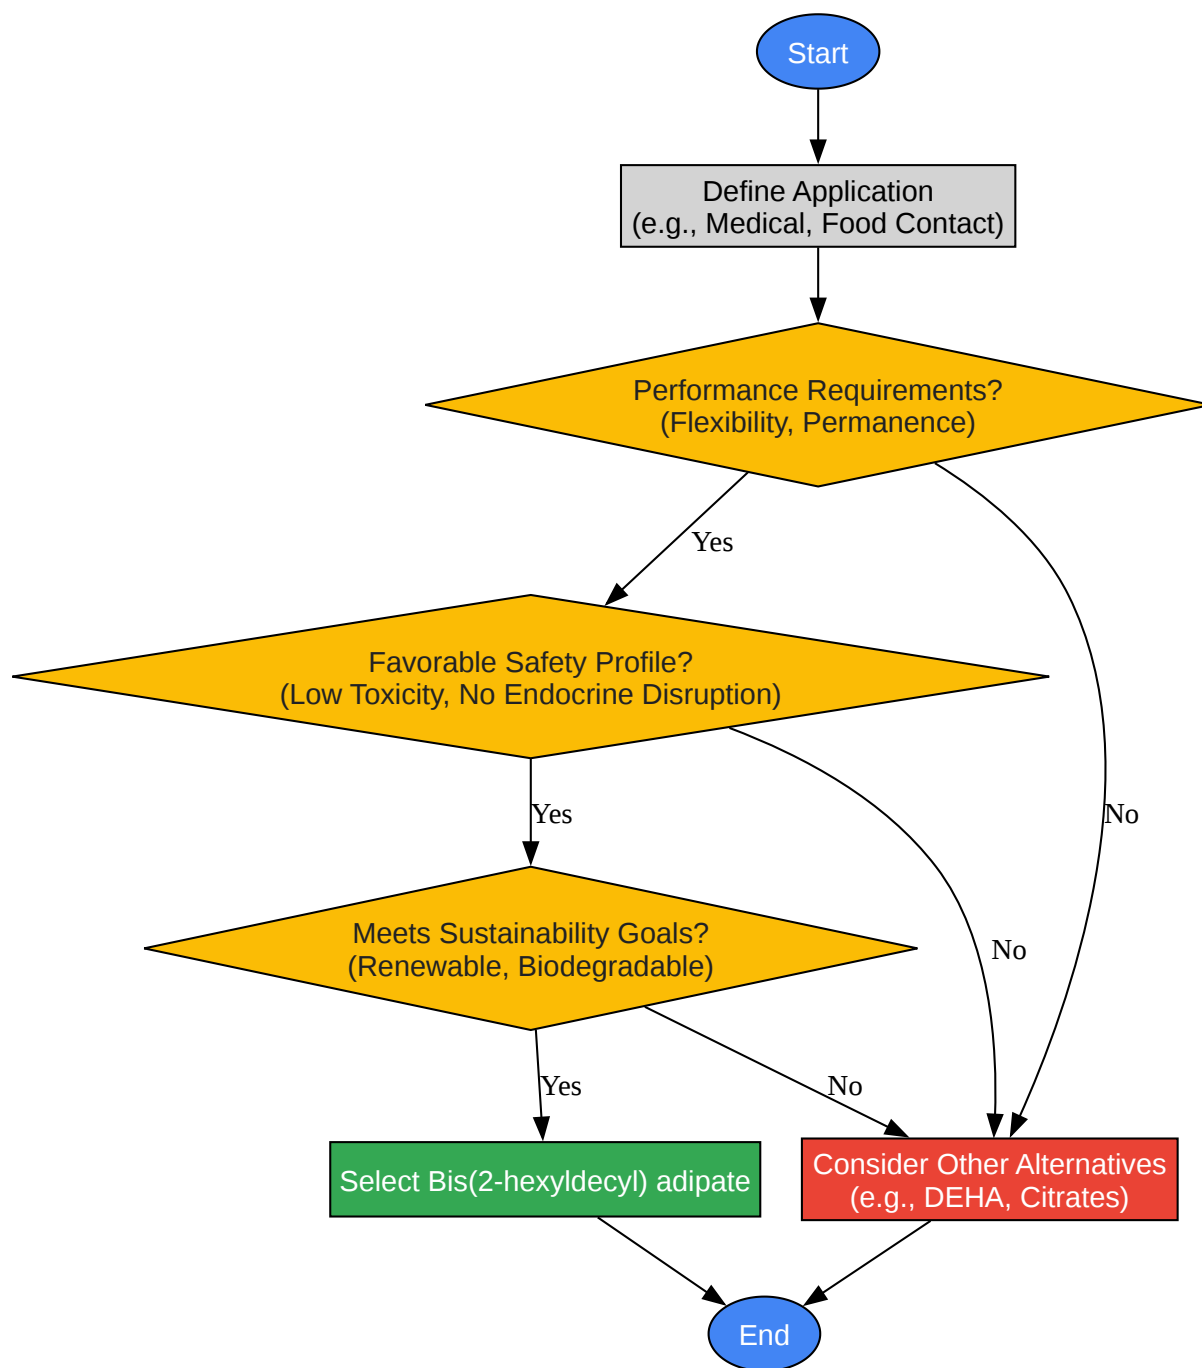 Start
Define Application
(e.g., Medical, Food Contact)
Performance Requirements?
(Flexibility, Permanence)
Yes
Favorable Safety Profile?
(Low Toxicity, No Endocrine Disruption)
Yes
No
Meets Sustainability Goals?
(Renewable, Biodegradable)
No
Yes
No
Select Bis(2-hexyldecyl) adipate
Consider Other Alternatives
(e.g., DEHA, Citrates)
End